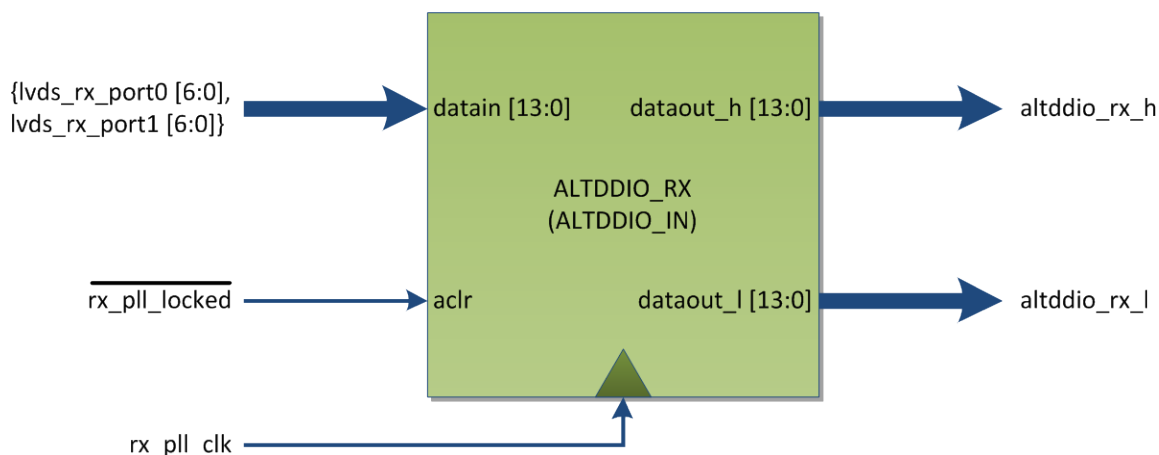 {lvds_rx_port0 [6:0],
lvds_rx_port1 [6:0]}
datain [13:0]
dataout_h [13:0]
altddio_rx_h
ALTDDIO_RX
(ALTDDIO_IN)
rx_pll_locked
aclr
dataout_l [13:0]
altddio_rx_l
rx_pll_clk